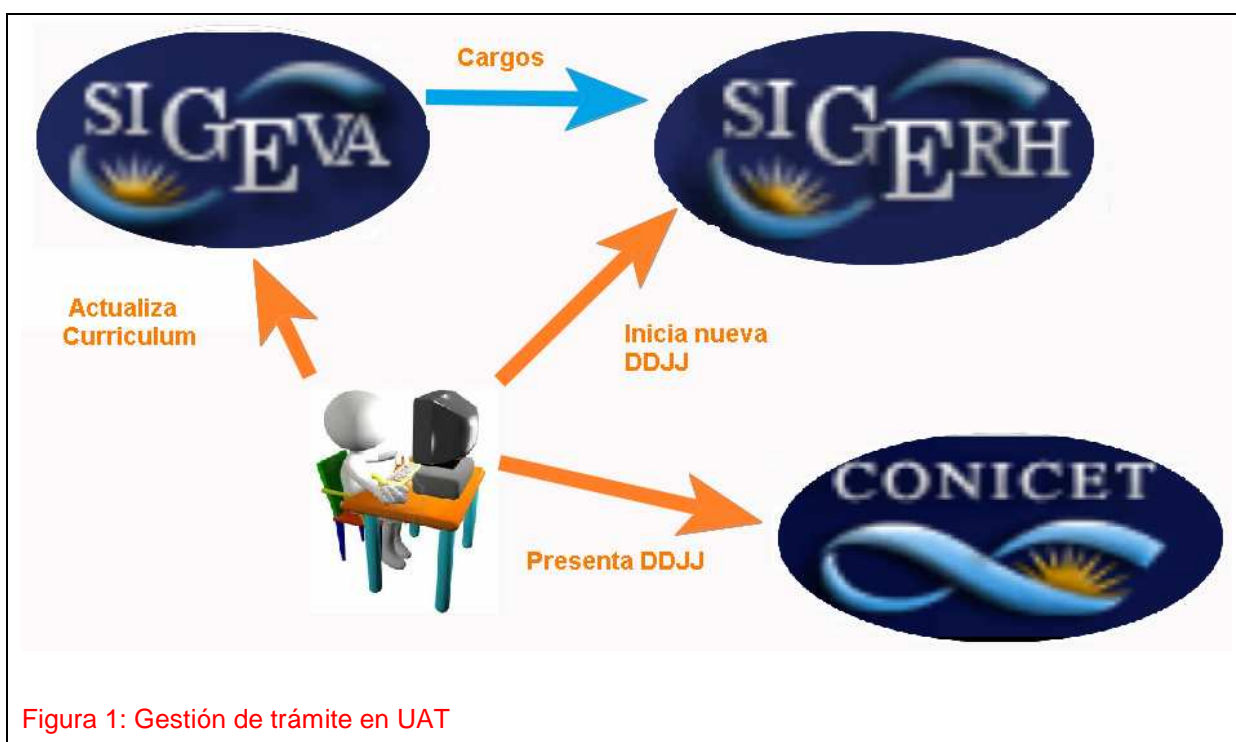 SIGEVA
Cargos
SIGERH
Actualiza
Curriculum
Inicia nueva
DDJJ
CONICET
Presenta DDJJ
Figura 1: Gestión de trámite en UAT